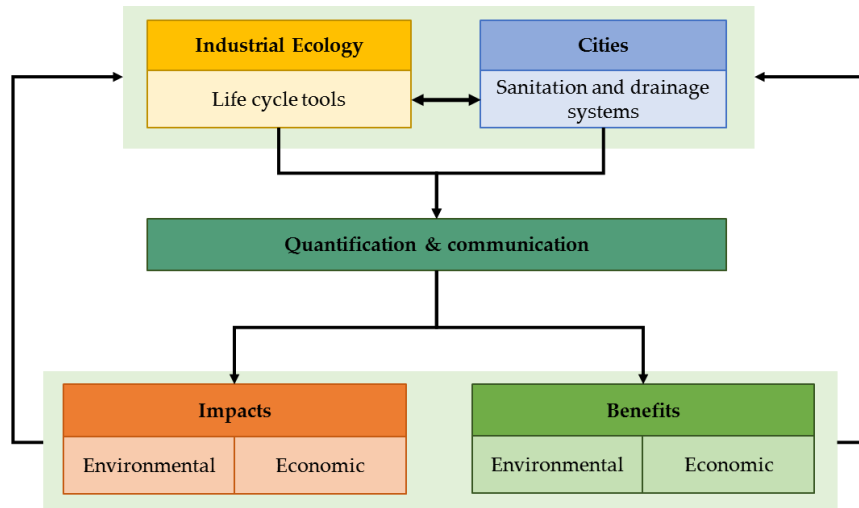 Industrial Ecology
Cities
Life cycle tools
Sanitation and drainage
systems
Quantification & communication
Impacts
Benefits
Environmental
Economic
Environmental
Economic